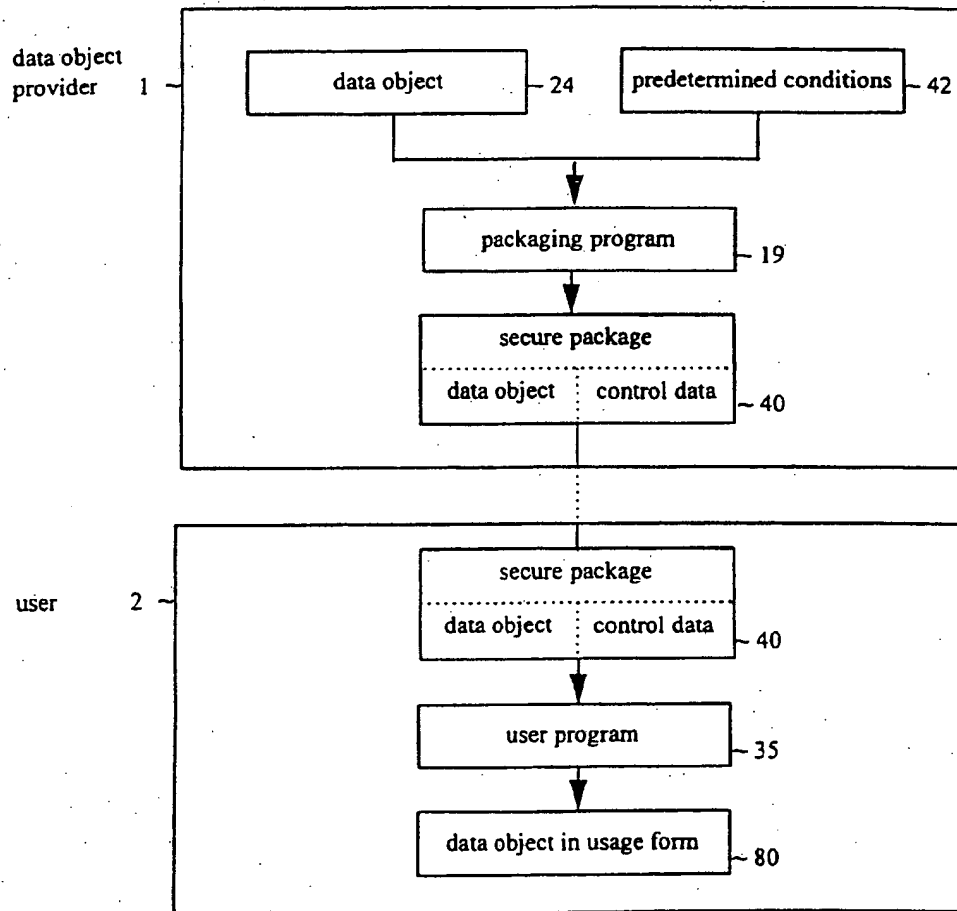 data object
provider 1
data object
24
predetermined conditions
42
packaging program
19
secure package
data object control data
40
user 2
secure package
data object control data
40
user program
35
data object in usage form
80